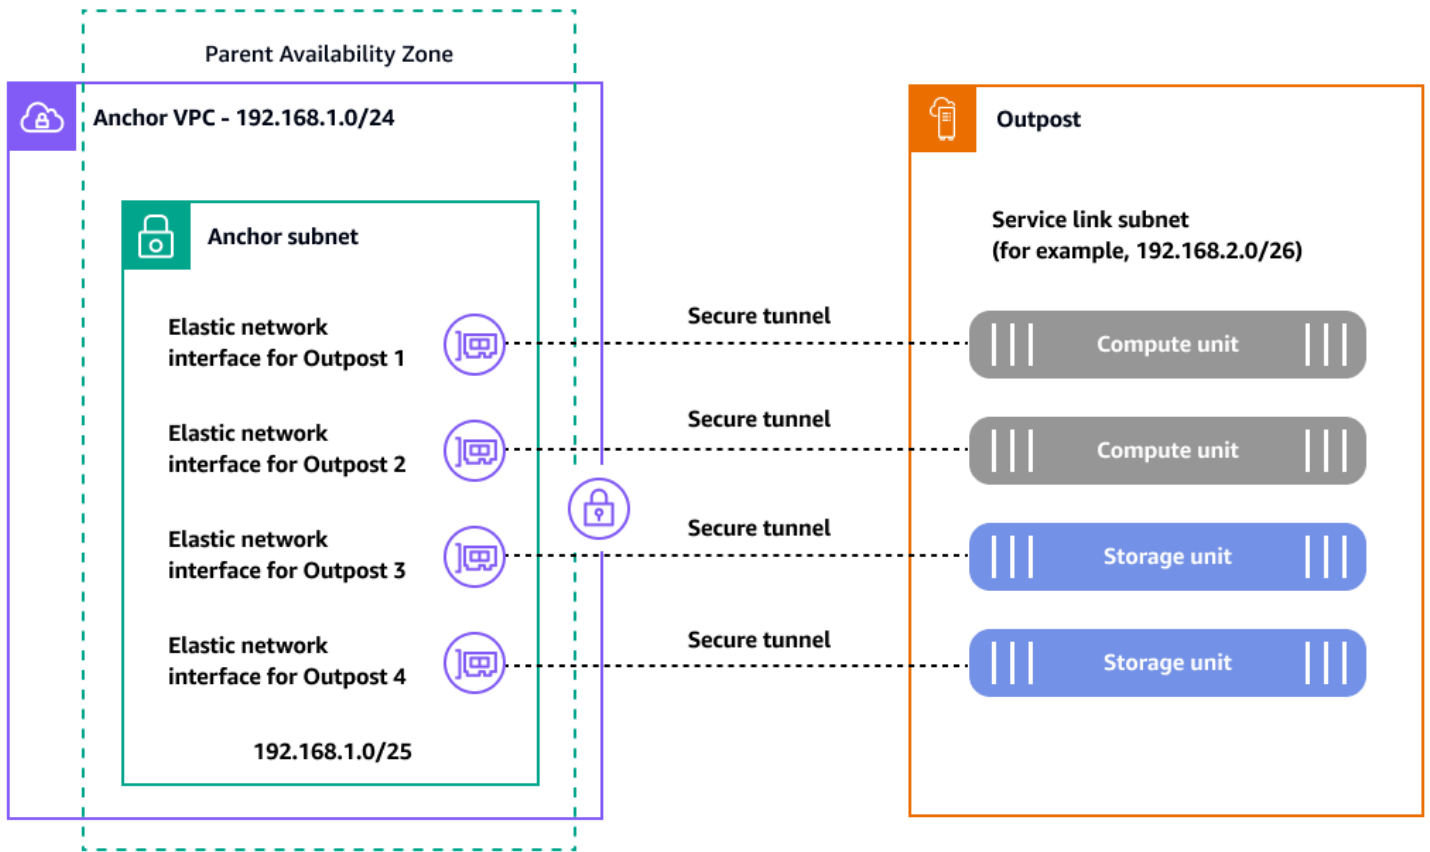 Parent Availability Zone
Anchor VPC - 192.168.1.0/24
Anchor subnet
Elastic network
interface for Outpost 1
Elastic network
interface for Outpost 2
Elastic network
interface for Outpost 3
Elastic network
interface for Outpost 4
192.168.1.0/25
Secure tunnel
Secure tunnel
Secure tunnel
Secure tunnel
Outpost
Service link subnet
(for example, 192.168.2.0/26)
Compute unit
Compute unit
Storage unit
Storage unit